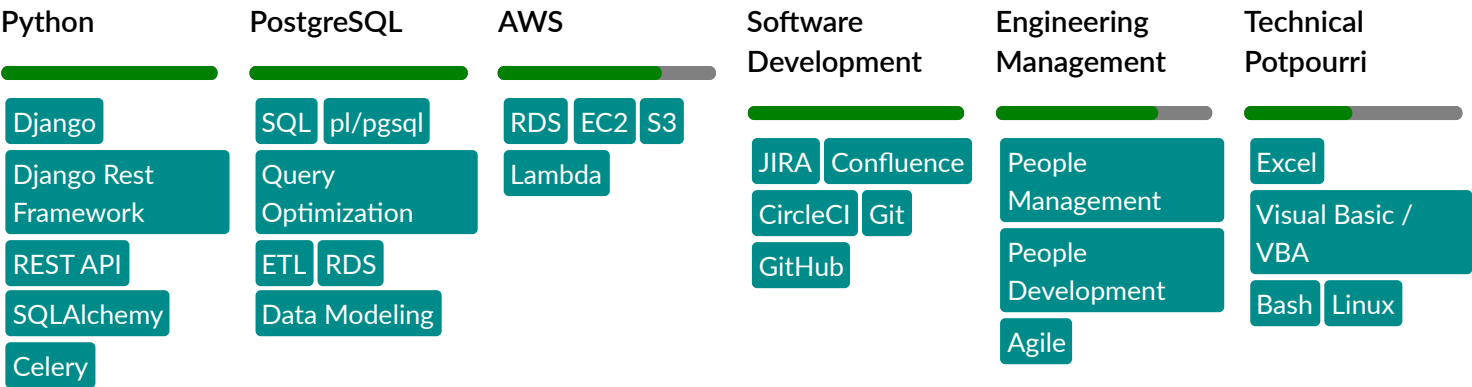 Python
Django
Django Rest
Framework
REST API
SQLAlchemy
Celery
PostgreSQL
SQL pl/pgsql
Query
Optimization
ETL RDS
Data Modeling
AWS
RDS EC2 S3
Lambda
Software
Development
JIRA Confluence
CircleCI Git
GitHub
Engineering
Management
People
Management
People
Development
Agile
Technical
Potpourri
Excel
Visual Basic /
VBA
Bash Linux